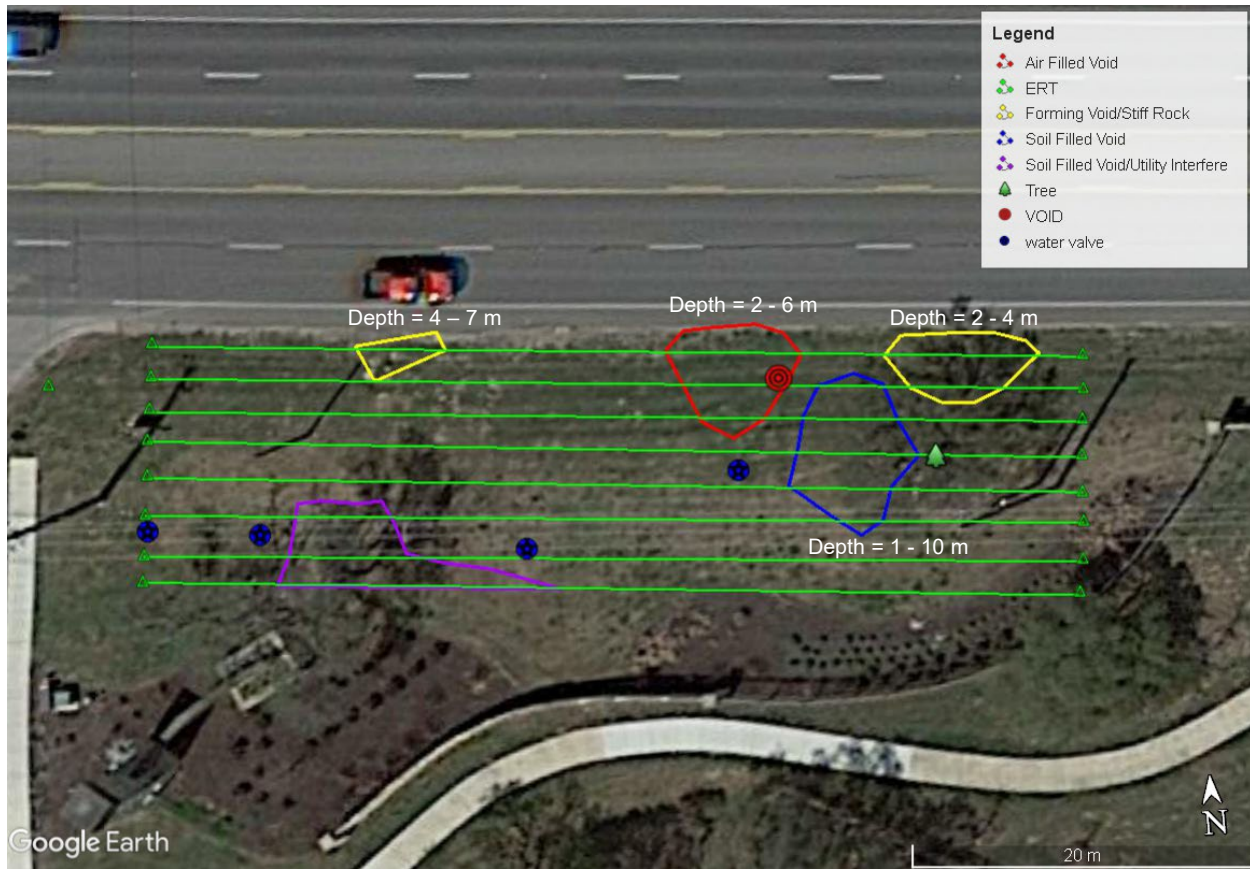 Legend
Air Filled Void
ERT
Forming Void/Stiff Rock
Soil Filled Void
Soil Filled Void/Utility Interfere
Tree
VOID
water valve
Depth = 4 – 7 m
Depth = 2 - 6 m
Depth = 2 - 4 m
Depth = 1 - 10 m
Google Earth
N
20 m